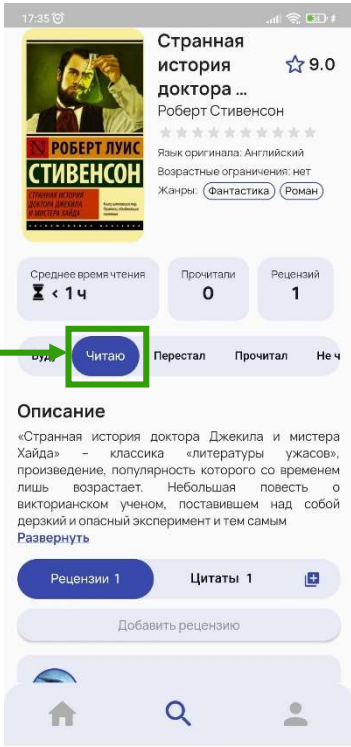 17:35
Странная
история
доктора ...
9.0
Роберт Стивенсон
Язык оригинала: Английский
Возрастные ограничения: нет
Жанры: Фантастика Роман
РОБЕРТ ЛУИС
СТИВЕНСОН
СТРАННАЯ ИСТОРИЯ
ДОКТОРА ДЖЕКИЛА
И МИСТЕРА ХАЙДА
Среднее время чтения
< 1 ч
Прочитали
0
Рецензий
1
Читаю Перестал Прочитал Не ч
Описание
«Странная история доктора Джекила и мистера
Хайда» – классика «литературы ужасов»,
произведение, популярность которого со временем
лишь возрастает. Небольшая повесть о
викторианском ученом, поставившем над собой
дерзкий и опасный эксперимент и тем самым
Развернуть
Рецензии 1 Цитаты 1
Добавить рецензию